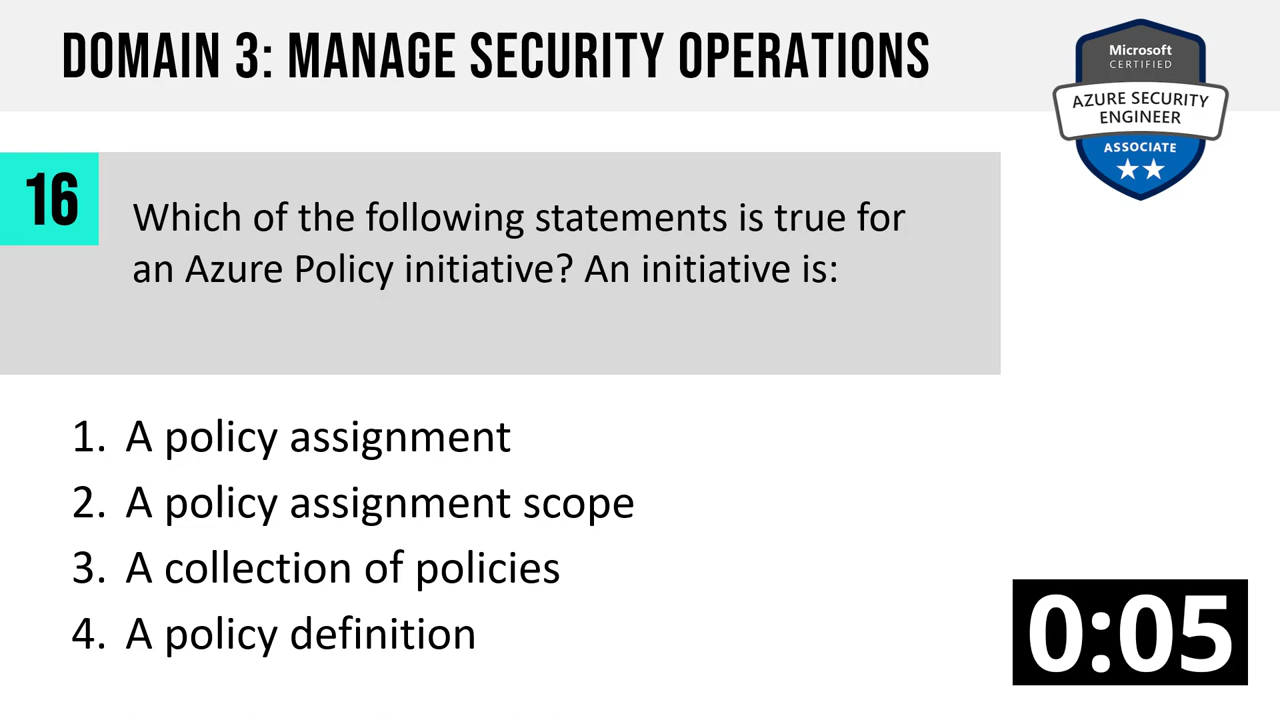 DOMAIN 3: MANAGE SECURITY OPERATIONS
Microsoft
CERTIFIED
AZURE SECURITY
ENGINEER
ASSOCIATE
16
Which of the following statements is true for
an Azure Policy initiative? An initiative is:
1. A policy assignment
2. A policy assignment scope
3. A collection of policies
4. A policy definition
0:05